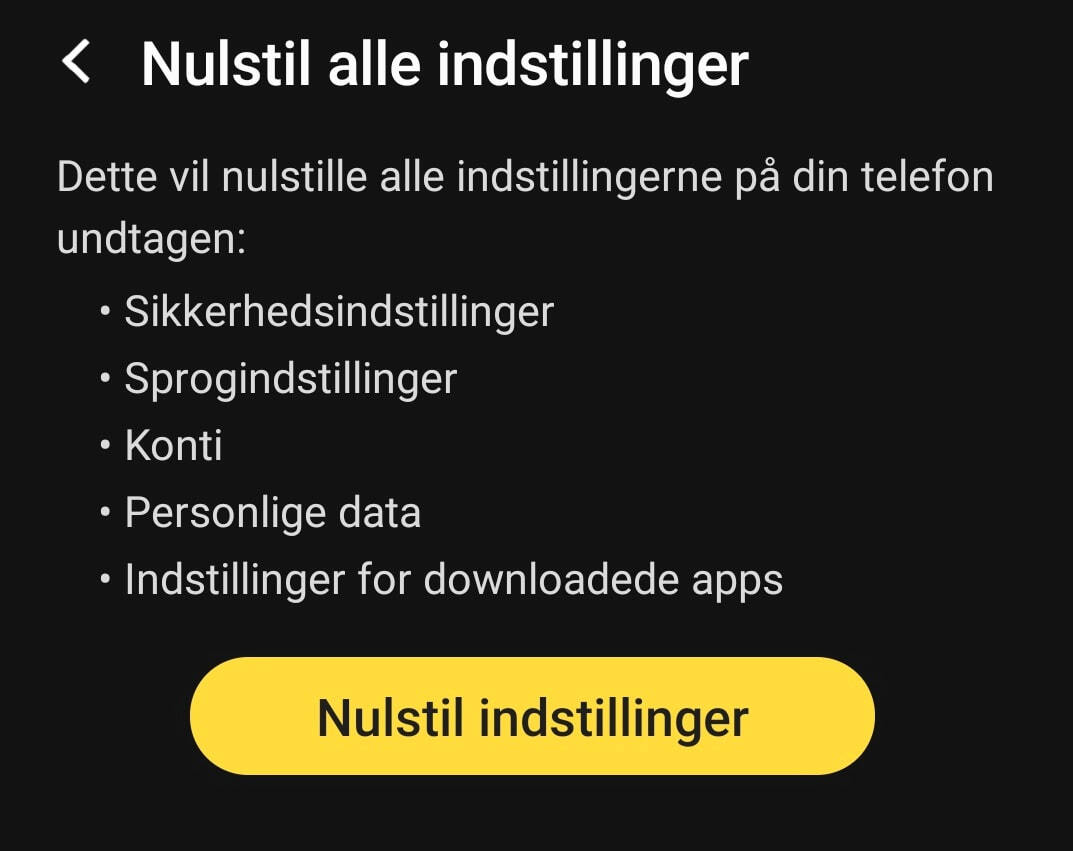 Nulstil alle indstillinger
Dette vil nulstille alle indstillingerne på din telefon
undtagen:
• Sikkerhedsindstillinger
• Sprogindstillinger
• Konti
• Personlige data
• Indstillinger for downloadede apps
Nulstil indstillinger